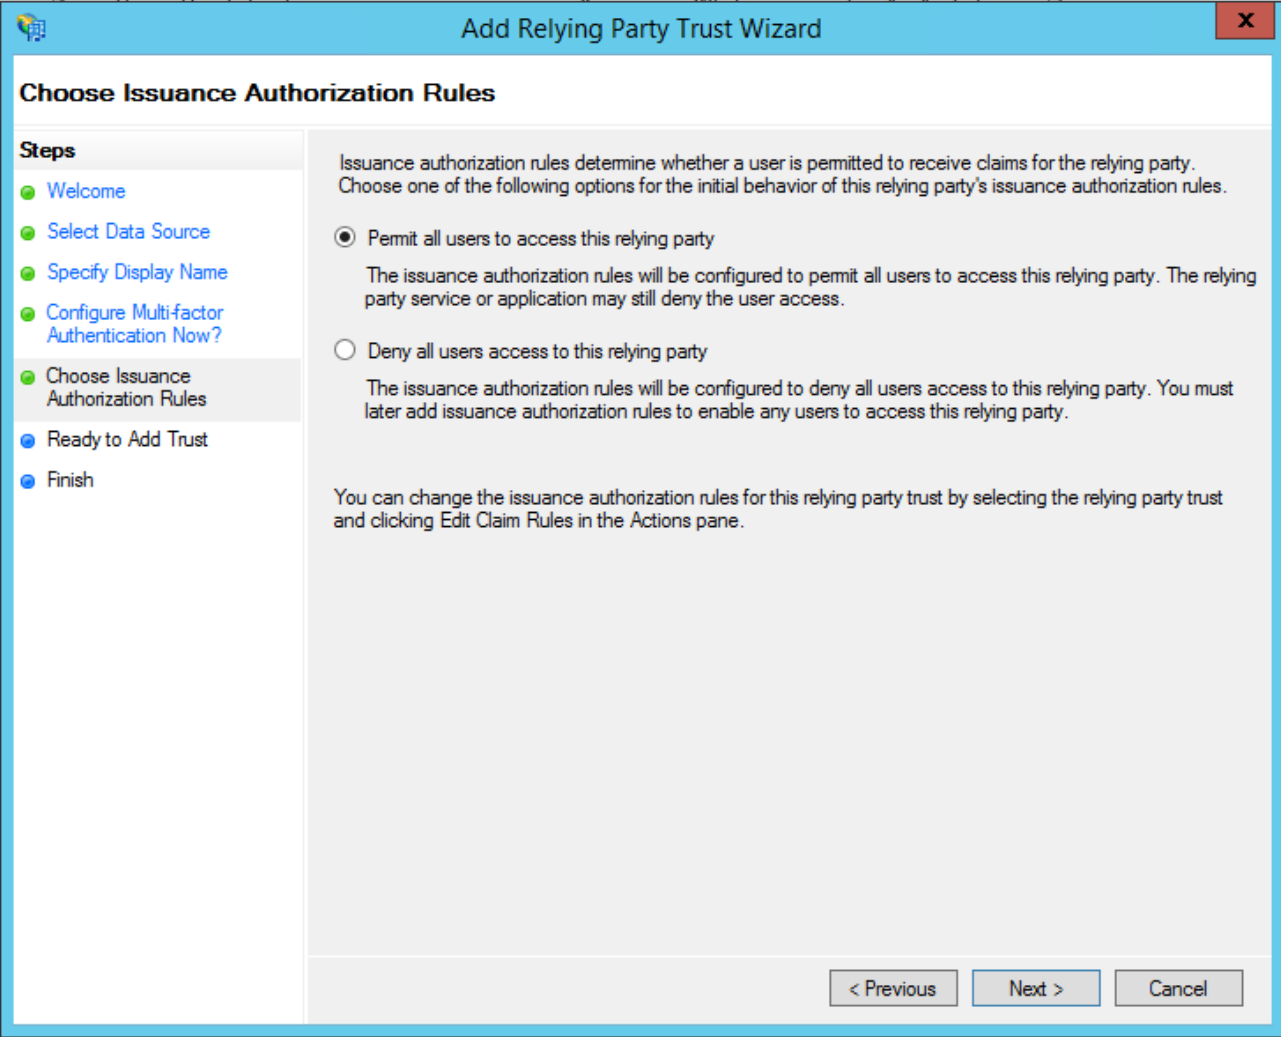 Add Relying Party Trust Wizard
x
Choose Issuance Authorization Rules
Steps
Welcome
Select Data Source
Specify Display Name
Configure Multi-factor
Authentication Now?
Choose Issuance
Authorization Rules
Ready to Add Trust
Finish
Issuance authorization rules determine whether a user is permitted to receive claims for the relying party.
Choose one of the following options for the initial behavior of this relying party's issuance authorization rules.
Permit all users to access this relying party
The issuance authorization rules will be configured to permit all users to access this relying party. The relying
party service or application may still deny the user access.
Deny all users access to this relying party
The issuance authorization rules will be configured to deny all users access to this relying party. You must
later add issuance authorization rules to enable any users to access this relying party.
You can change the issuance authorization rules for this relying party trust by selecting the relying party trust
and clicking Edit Claim Rules in the Actions pane.
< Previous
Next >
Cancel